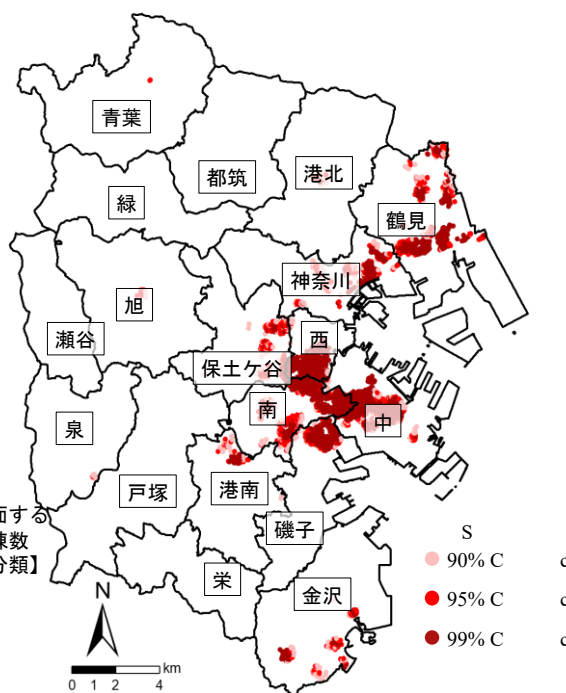 青葉
都筑
港北
緑
鶴見
神奈川
旭
西
瀬谷
保土ケ谷
南
中
泉
戸塚
港南
面する
棟数
分類】
磯子
栄
金沢
S
90% C c
95% C c
99% C c
N
km
0 1 2 4